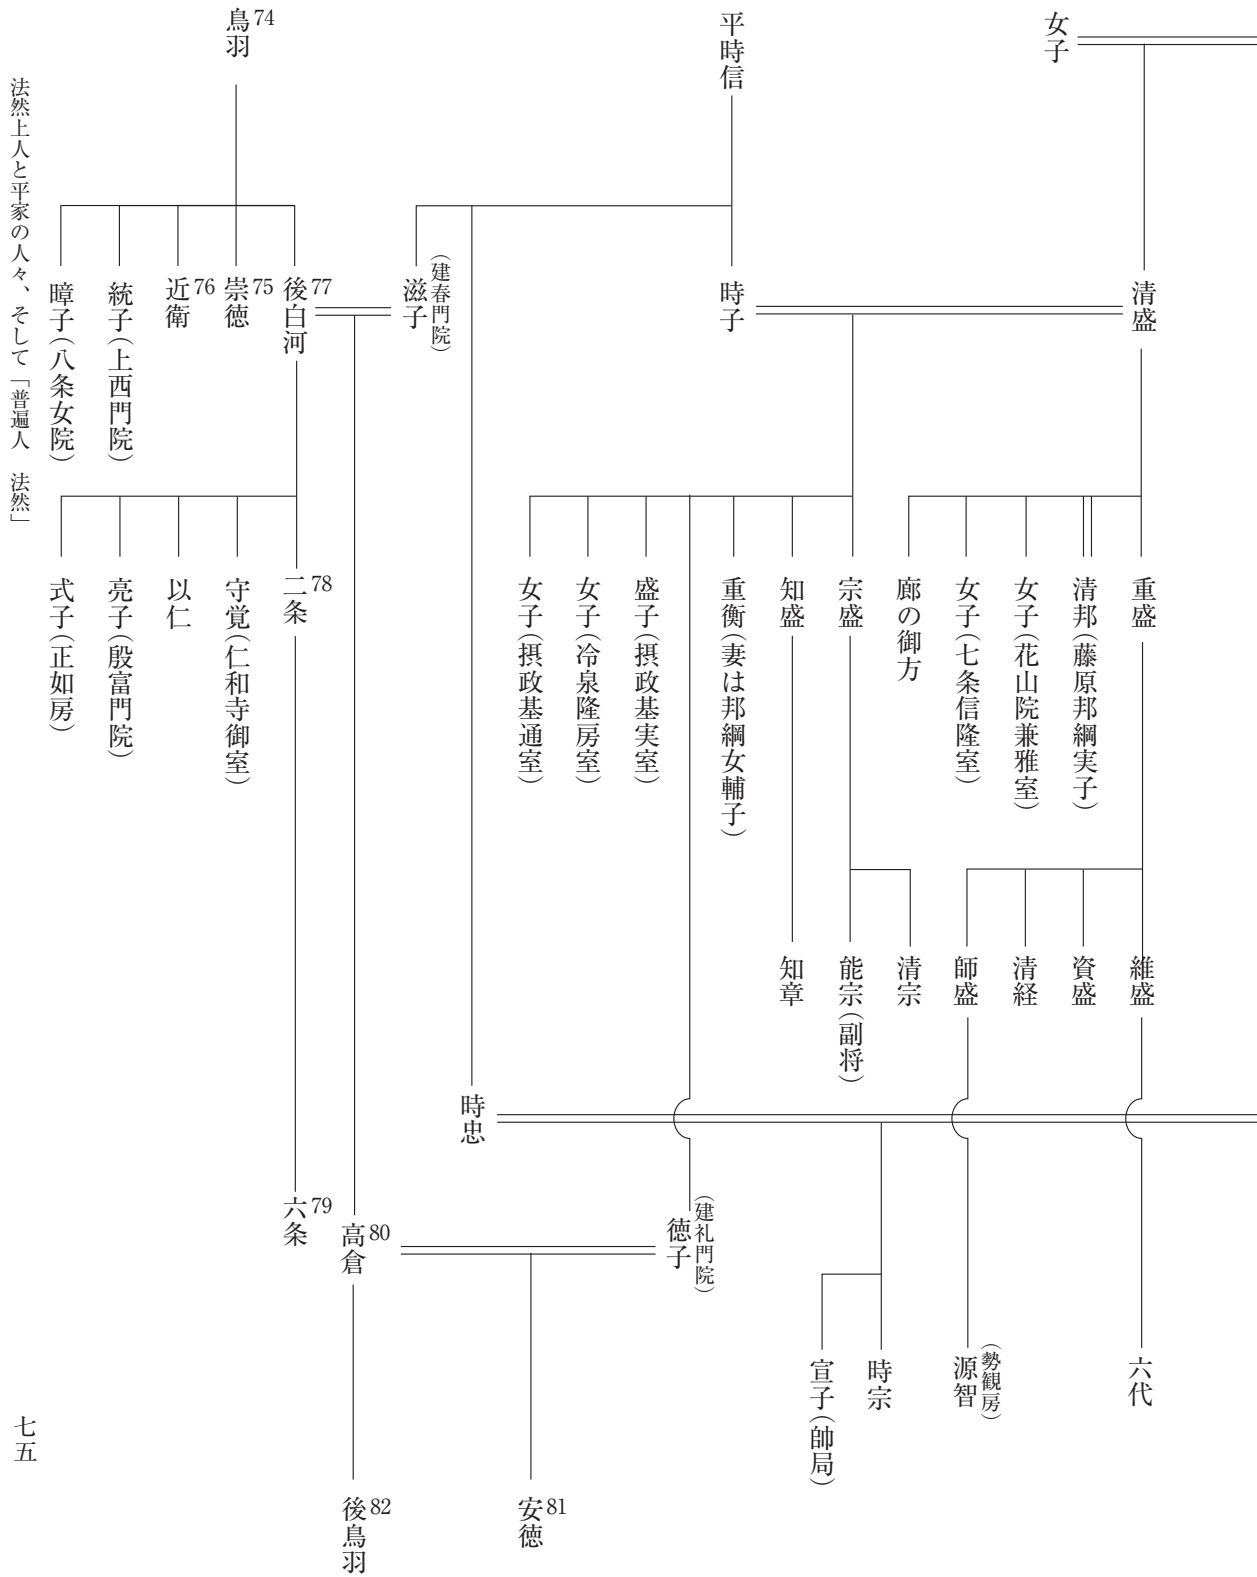 女子
清盛
重盛
清邦(藤原邦綱実子)
女子(花山院兼雅室)
女子(七条信隆室)
廊の御方
維盛
資盛
清経
師盛
六代
源智
(勢観房)
平時信
時子
宗盛
知盛
重衡(妻は邦綱女輔子)
盛子(摂政基実室)
女子(冷泉隆房室)
女子(摂政基通室)
清宗
能宗(副将)
知章
時忠
時宗
宣子(帥局)
徳子
(建礼門院)
滋子
(建春門院)
鳥羽74
後白河77
崇徳75
近衛76
統子(上西門院)
暲子(八条女院)
二条78
守覚(仁和寺御室)
以仁
亮子(殷富門院)
式子(正如房)
六条79
高倉80
安徳81
後鳥羽82
法然上人と平家の人々、そして「普遍人 法然」
七五